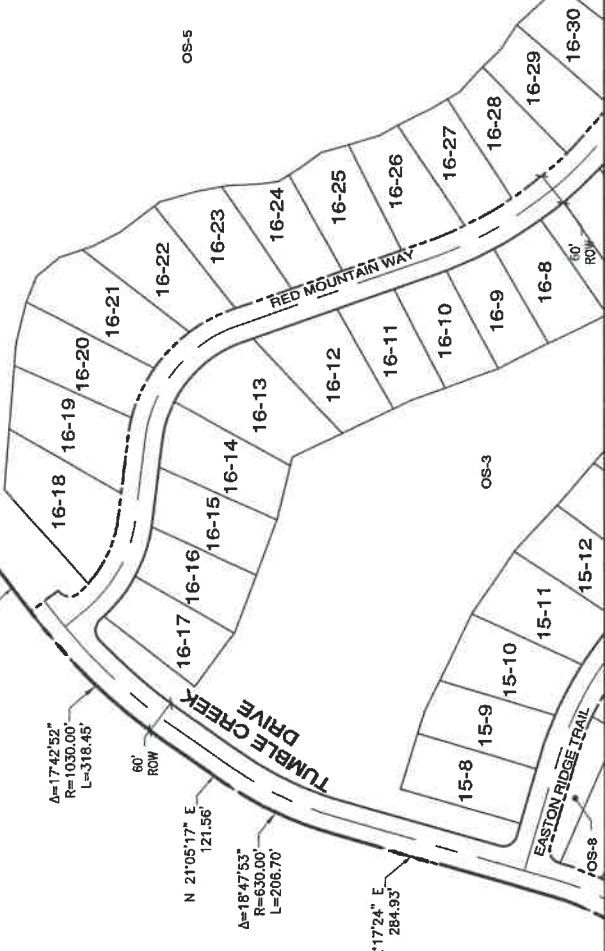 OS-5
16-30
16-29
16-28
16-27
16-26
16-25
16-24
16-23
16-22
16-21
16-20
16-19
16-18
RED MOUNTAIN WAY
60'
ROW
16-8
16-9
16-10
16-11
16-12
16-13
16-14
16-15
16-16
16-17
OS-3
Δ=17°42'52"
R=1030.00'
L=318.45'
60'
ROW
TUMBLE CREEK
DRIVE
N 21°05'17" E
121.56'
Δ=18°47'53"
R=630.00'
L=206.70'
°17'24" E
284.93'
15-8
15-9
15-10
15-11
15-12
EASTON RIDGE TRAIL
OS-8